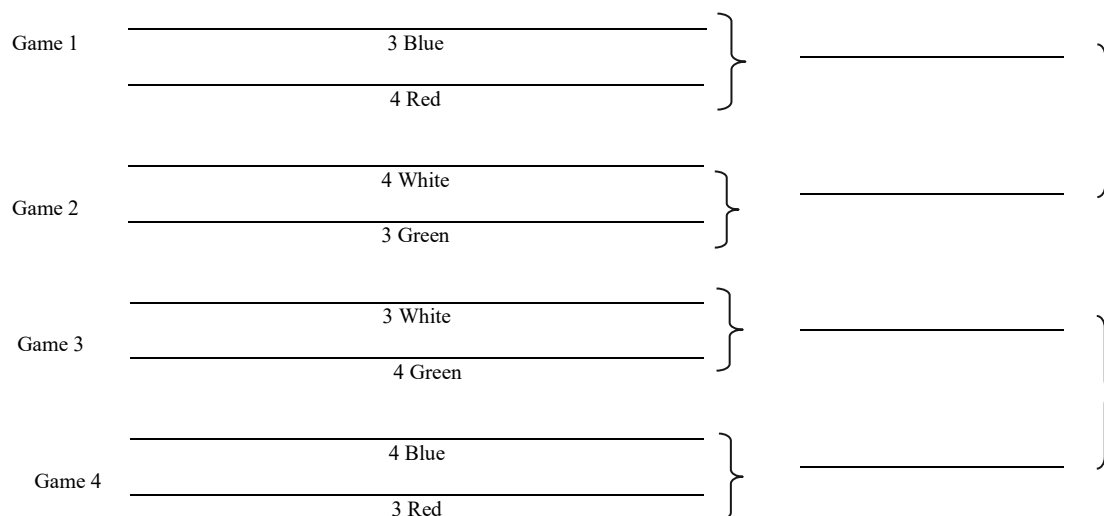 Game 1
3 Blue
4 Red
4 White
Game 2
3 Green
3 White
Game 3
4 Green
4 Blue
Game 4
3 Red